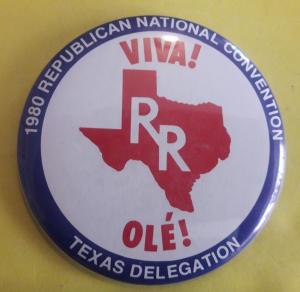 1980 REPUBLICAN NATIONAL CONVENTION
VIVA!
RR
OLÉ!
TEXAS DELEGATION